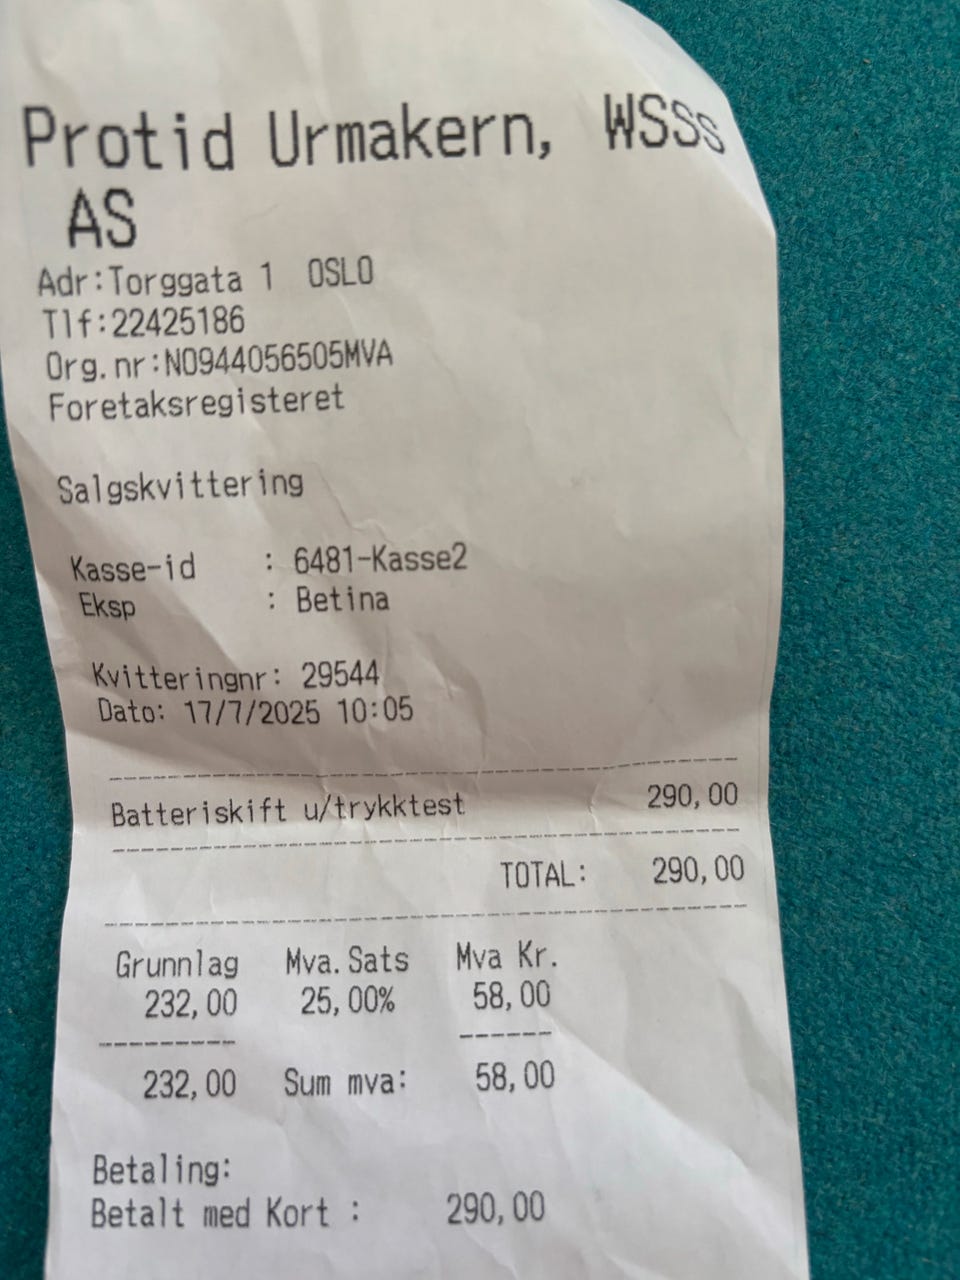 Protid Urmakern, WSSs
AS
Adr:Torggata 1 OSLO
Tlf:22425186
Org.nr:NO944056505MVA
Foretaksregisteret
Salgskvittering
Kasse-id : 6481-Kasse2
Eksp : Betina
Kvitteringnr: 29544
Dato: 17/7/2025 10:05
Batteriskift u/trykktest 290,00
TOTAL: 290,00
Grunnlag Mva.Sats Mva Kr.
232,00 25,00% 58,00
232,00 Sum mva: 58,00
Betaling:
Betalt med Kort : 290,00